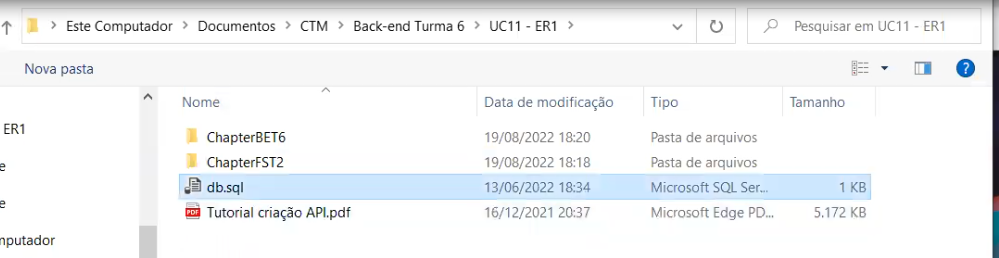 Este Computador > Documentos > CTM > Back-end Turma 6 > UC11 - ER1 >
Pesquisar em UC11 - ER1
Nova pasta
Nome Data de modificação Tipo Tamanho
ER1
ChapterBET6 19/08/2022 18:20 Pasta de arquivos
ChapterFST2 19/08/2022 18:18 Pasta de arquivos
e
db.sql 13/06/2022 18:34 Microsoft SQL Ser... 1 KB
e
PDF Tutorial criação API.pdf 16/12/2021 20:37 Microsoft Edge PD... 5.172 KB
mputador